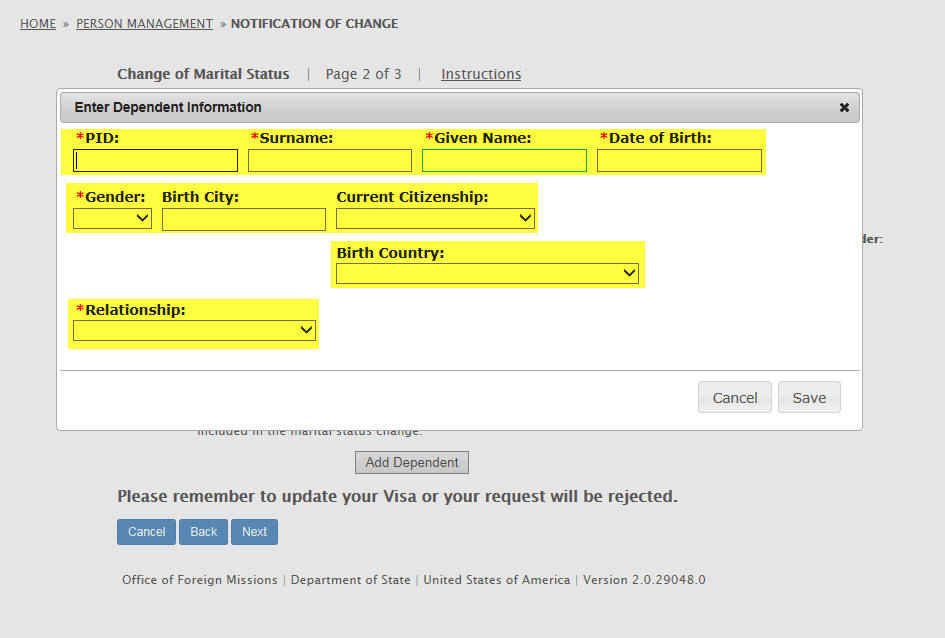 HOME » PERSON MANAGEMENT » NOTIFICATION OF CHANGE
Change of Marital Status | Page 2 of 3 | Instructions
Enter Dependent Information ✖
*PID: *Surname: *Given Name: *Date of Birth:
*Gender: Birth City: Current Citizenship:
der:
Birth Country:
*Relationship:
Cancel Save
included in the marital status change.
Add Dependent
Please remember to update your Visa or your request will be rejected.
Cancel Back Next
Office of Foreign Missions | Department of State | United States of America | Version 2.0.29048.0